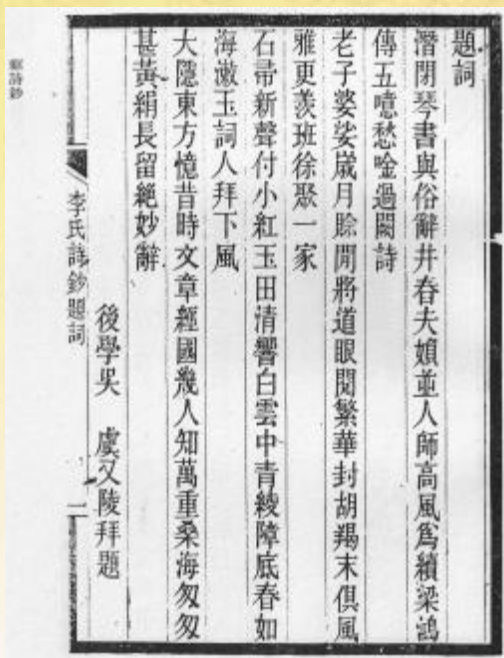 題詞
潛閉琴書與俗辭井春夫媍並人師高風爲續梁鴻
傳五噫愁唫過闕詩
老子婆娑歲月賒閒將道眼閱繁華封胡羯末俱風
雅更羨班徐聚一家
石帚新聲付小紅玉田清響白雲中青綾障底春如
海漱玉詞人拜下風
大隱東方憶昔時文章經國幾人知萬重桑海匆匆
甚黃絹長留絕妙辭
後學吳 虞又陵拜題
李氏詩鈔題詞
一
詩鈔